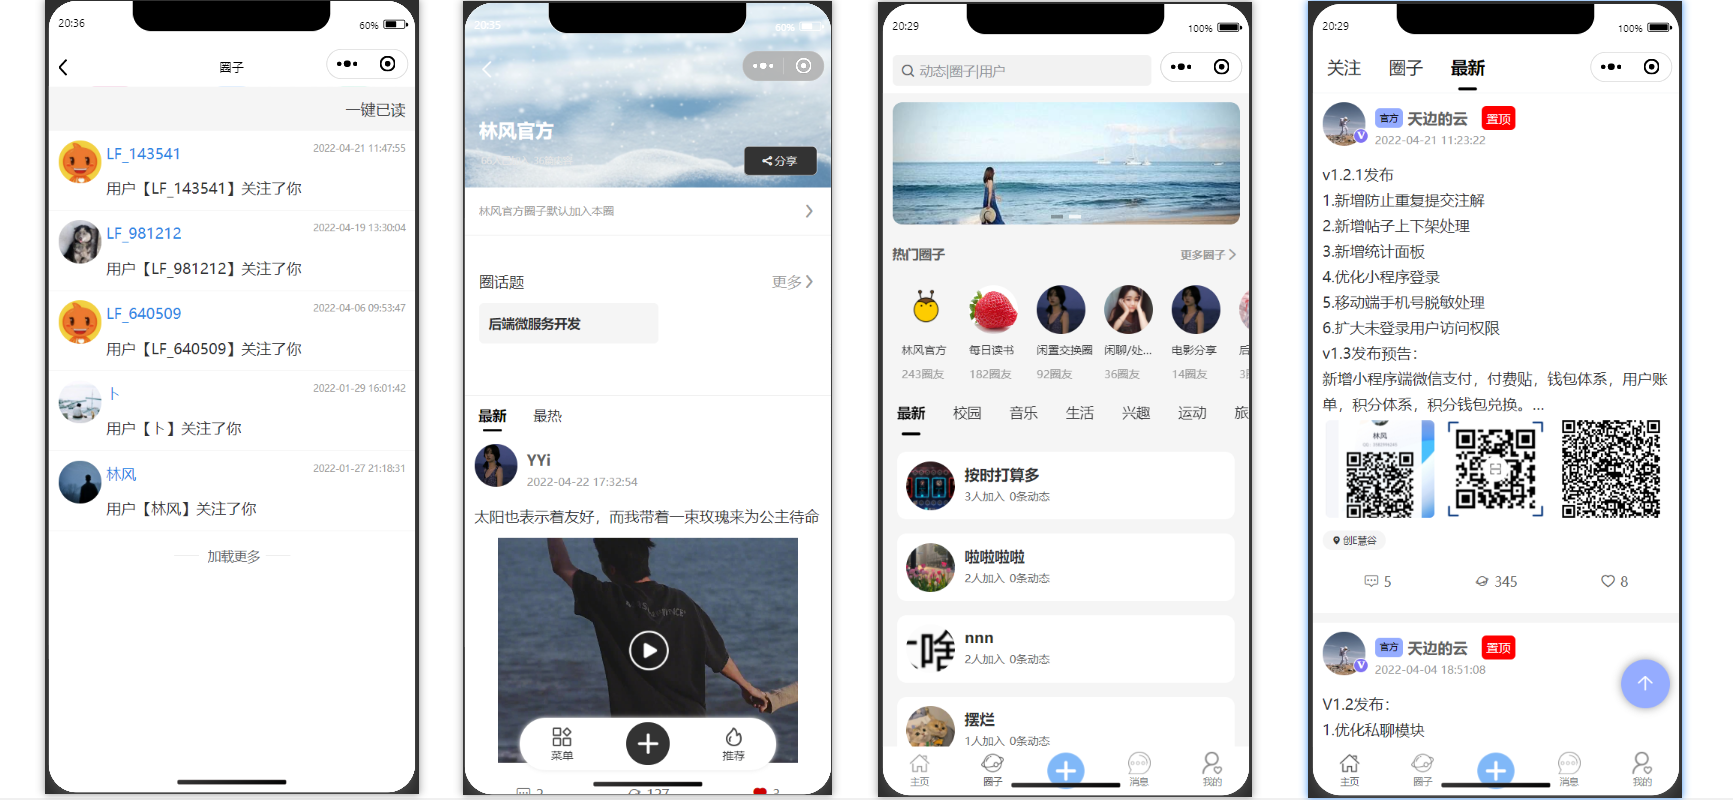 20:36
60%
圈子
一键已读
LF_143541
2022-04-21 11:47:55
用户【LF_143541】关注了你
LF_981212
2022-04-19 13:30:04
用户【LF_981212】关注了你
LF_640509
2022-04-06 09:53:47
用户【LF_640509】关注了你
卜
2022-01-29 16:01:42
用户【卜】关注了你
林风
2022-01-27 21:18:31
用户【林风】关注了你
加载更多
20:35
60%
林风官方
分享
林风官方圈子默认加入本圈
圈话题
更多
后端微服务开发
最新 最热
YYi
2022-04-22 17:32:54
太阳也表示着友好，而我带着一束玫瑰来为公主待命
菜单
推荐
2 127 3
20:29
100%
动态|圈子|用户
热门圈子
更多圈子
林风官方 每日读书 闲置交换圈 闲聊/处... 电影分享
243圈友 182圈友 92圈友 36圈友 14圈友
最新 校园 音乐 生活 兴趣 运动 旅
按时打算多
3人加入 0条动态
啦啦啦啦
2人加入 0条动态
啥
nnn
2人加入 0条动态
摆烂
1人加入 0条动态
主页 圈子 消息 我的
20:29
100%
关注 圈子 最新
官方 天边的云 置顶
2022-04-21 11:23:22
v1.2.1发布
1.新增防止重复提交注解
2.新增帖子上下架处理
3.新增统计面板
4.优化小程序登录
5.移动端手机号脱敏处理
6.扩大未登录用户访问权限
v1.3发布预告：
新增小程序端微信支付，付费贴，钱包体系，用户账
单，积分体系，积分钱包兑换。...
林风
创E慧谷
5 345 8
官方 天边的云 置顶
2022-04-04 18:51:08
V1.2发布：
1.优化私聊模块
主页 圈子 消息 我的